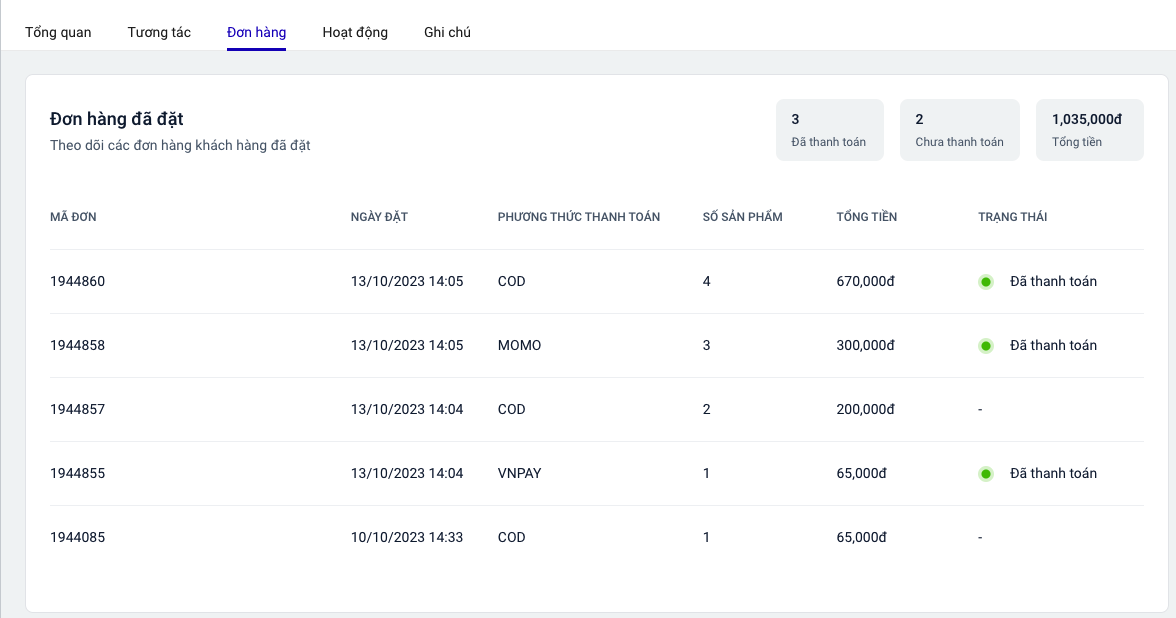 Tổng quan Tương tác Đơn hàng Hoạt động Ghi chú
Đơn hàng đã đặt
Theo dõi các đơn hàng khách hàng đã đặt
3 2 1,035,000đ
Đã thanh toán Chưa thanh toán Tổng tiền
MÃ ĐƠN NGÀY ĐẶT PHƯƠNG THỨC THANH TOÁN SỐ SẢN PHẨM TỔNG TIỀN TRẠNG THÁI
1944860 13/10/2023 14:05 COD 4 670,000đ Đã thanh toán
1944858 13/10/2023 14:05 MOMO 3 300,000đ Đã thanh toán
1944857 13/10/2023 14:04 COD 2 200,000đ -
1944855 13/10/2023 14:04 VNPAY 1 65,000đ Đã thanh toán
1944085 10/10/2023 14:33 COD 1 65,000đ -